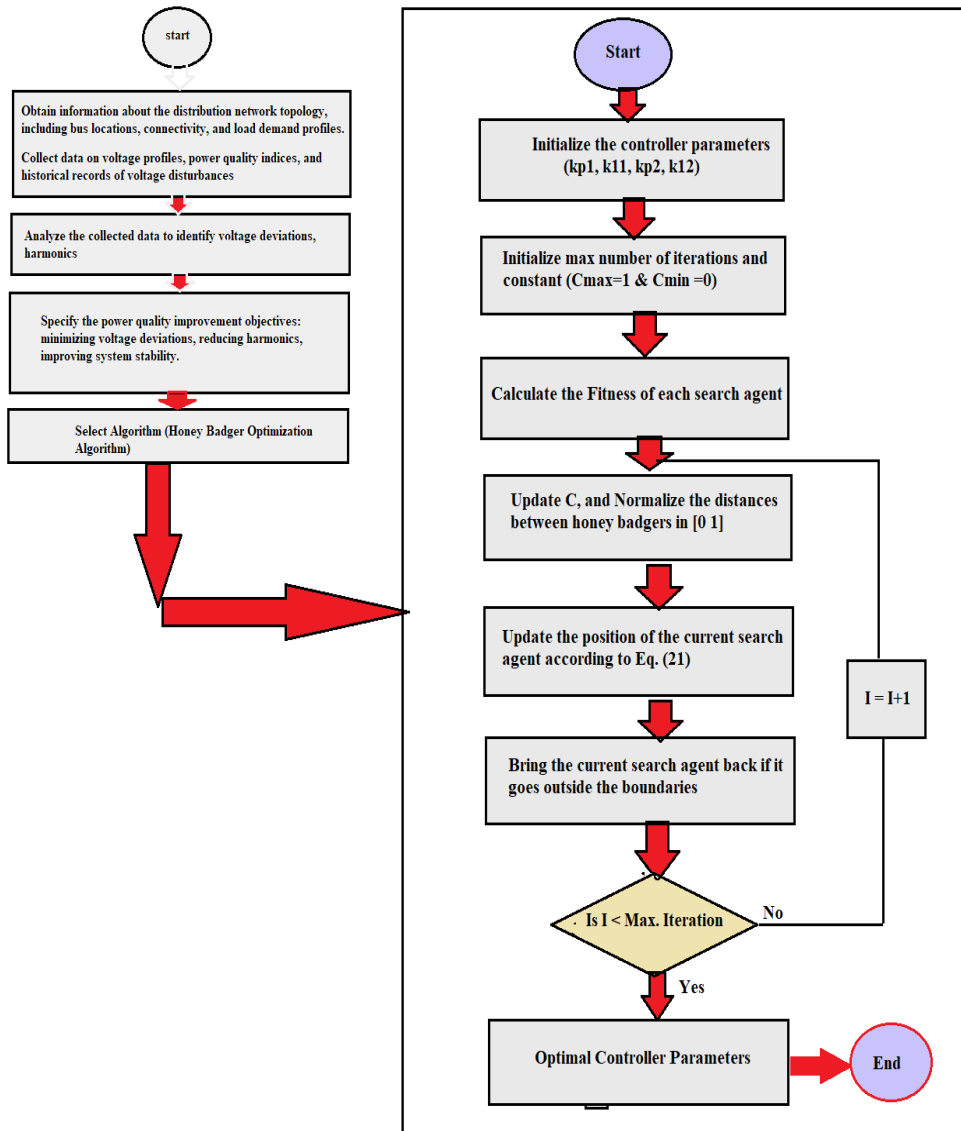 start
Obtain information about the distribution network topology,
including bus locations, connectivity, and load demand profiles.
Collect data on voltage profiles, power quality indices, and
historical records of voltage disturbances
Analyze the collected data to identify voltage deviations,
harmonics
Specify the power quality improvement objectives:
minimizing voltage deviations, reducing harmonics,
improving system stability.
Select Algorithm (Honey Badger Optimization
Algorithm)
Start
Initialize the controller parameters
(kp1, k11, kp2, k12)
Initialize max number of iterations and
constant (Cmax=1 & Cmin =0)
Calculate the Fitness of each search agent
Update C, and Normalize the distances
between honey badgers in [0 1]
Update the position of the current search
agent according to Eq. (21)
I = I+1
Bring the current search agent back if it
goes outside the boundaries
Is I < Max. Iteration
No
Yes
Optimal Controller Parameters
End